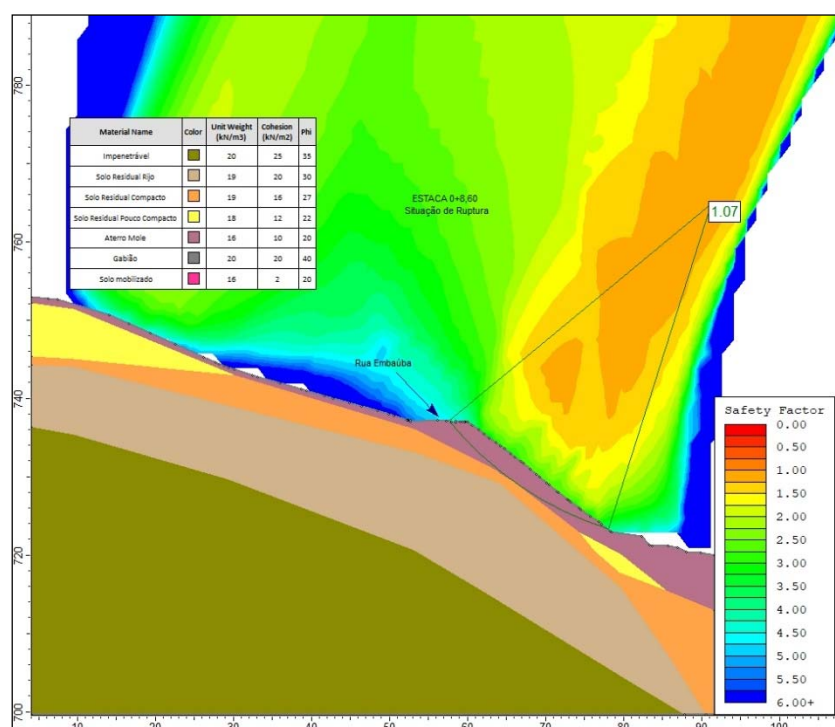 780
760
740
720
700
Material Name Color Unit Weight (kN/m3) Cohesion (kN/m2) Phi
Impenetrável 20 25 35
Solo Residual Rijo 19 20 30
Solo Residual Compacto 19 16 27
Solo Residual Pouco Compacto 18 12 22
Aterro Mole 16 10 20
Gabião 20 20 40
Solo mobilizado 16 2 20
ESTACA 0+8,60
Situação de Ruptura
1.07
Rua Embaúba
Safety Factor
0.00
0.50
1.00
1.50
2.00
2.50
3.00
3.50
4.00
4.50
5.00
5.50
6.00+
10 20 30 40 50 60 70 80 90 100